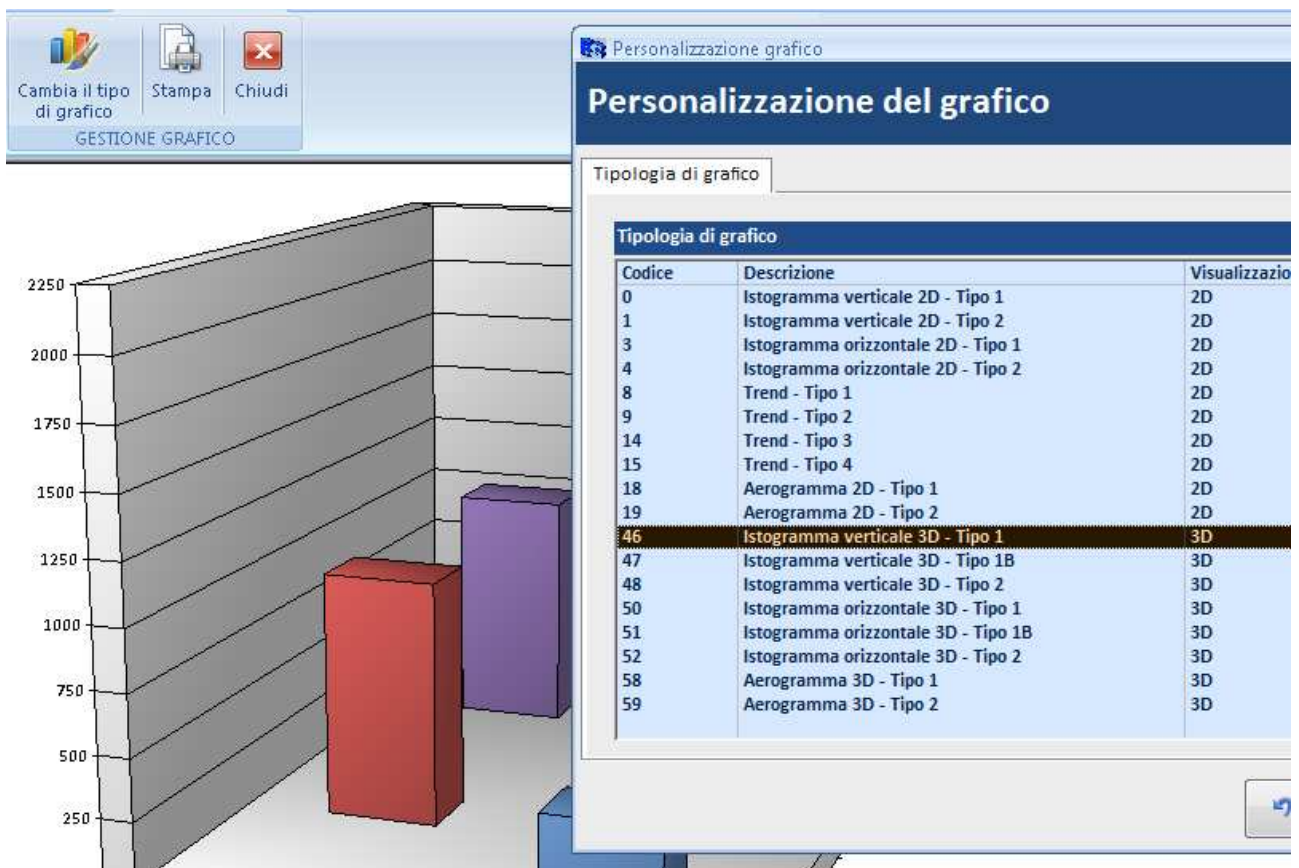 Cambia il tipo
di grafico
Stampa
Chiudi
GESTIONE GRAFICO
Personalizzazione grafico
Personalizzazione del grafico
Tipologia di grafico
Tipologia di grafico
Codice Descrizione Visualizzazio
0 Istogramma verticale 2D - Tipo 1 2D
1 Istogramma verticale 2D - Tipo 2 2D
3 Istogramma orizzontale 2D - Tipo 1 2D
4 Istogramma orizzontale 2D - Tipo 2 2D
8 Trend - Tipo 1 2D
9 Trend - Tipo 2 2D
14 Trend - Tipo 3 2D
15 Trend - Tipo 4 2D
18 Aerogramma 2D - Tipo 1 2D
19 Aerogramma 2D - Tipo 2 2D
46 Istogramma verticale 3D - Tipo 1 3D
47 Istogramma verticale 3D - Tipo 1B 3D
48 Istogramma verticale 3D - Tipo 2 3D
50 Istogramma orizzontale 3D - Tipo 1 3D
51 Istogramma orizzontale 3D - Tipo 1B 3D
52 Istogramma orizzontale 3D - Tipo 2 3D
58 Aerogramma 3D - Tipo 1 3D
59 Aerogramma 3D - Tipo 2 3D
2250
2000
1750
1500
1250
1000
750
500
250